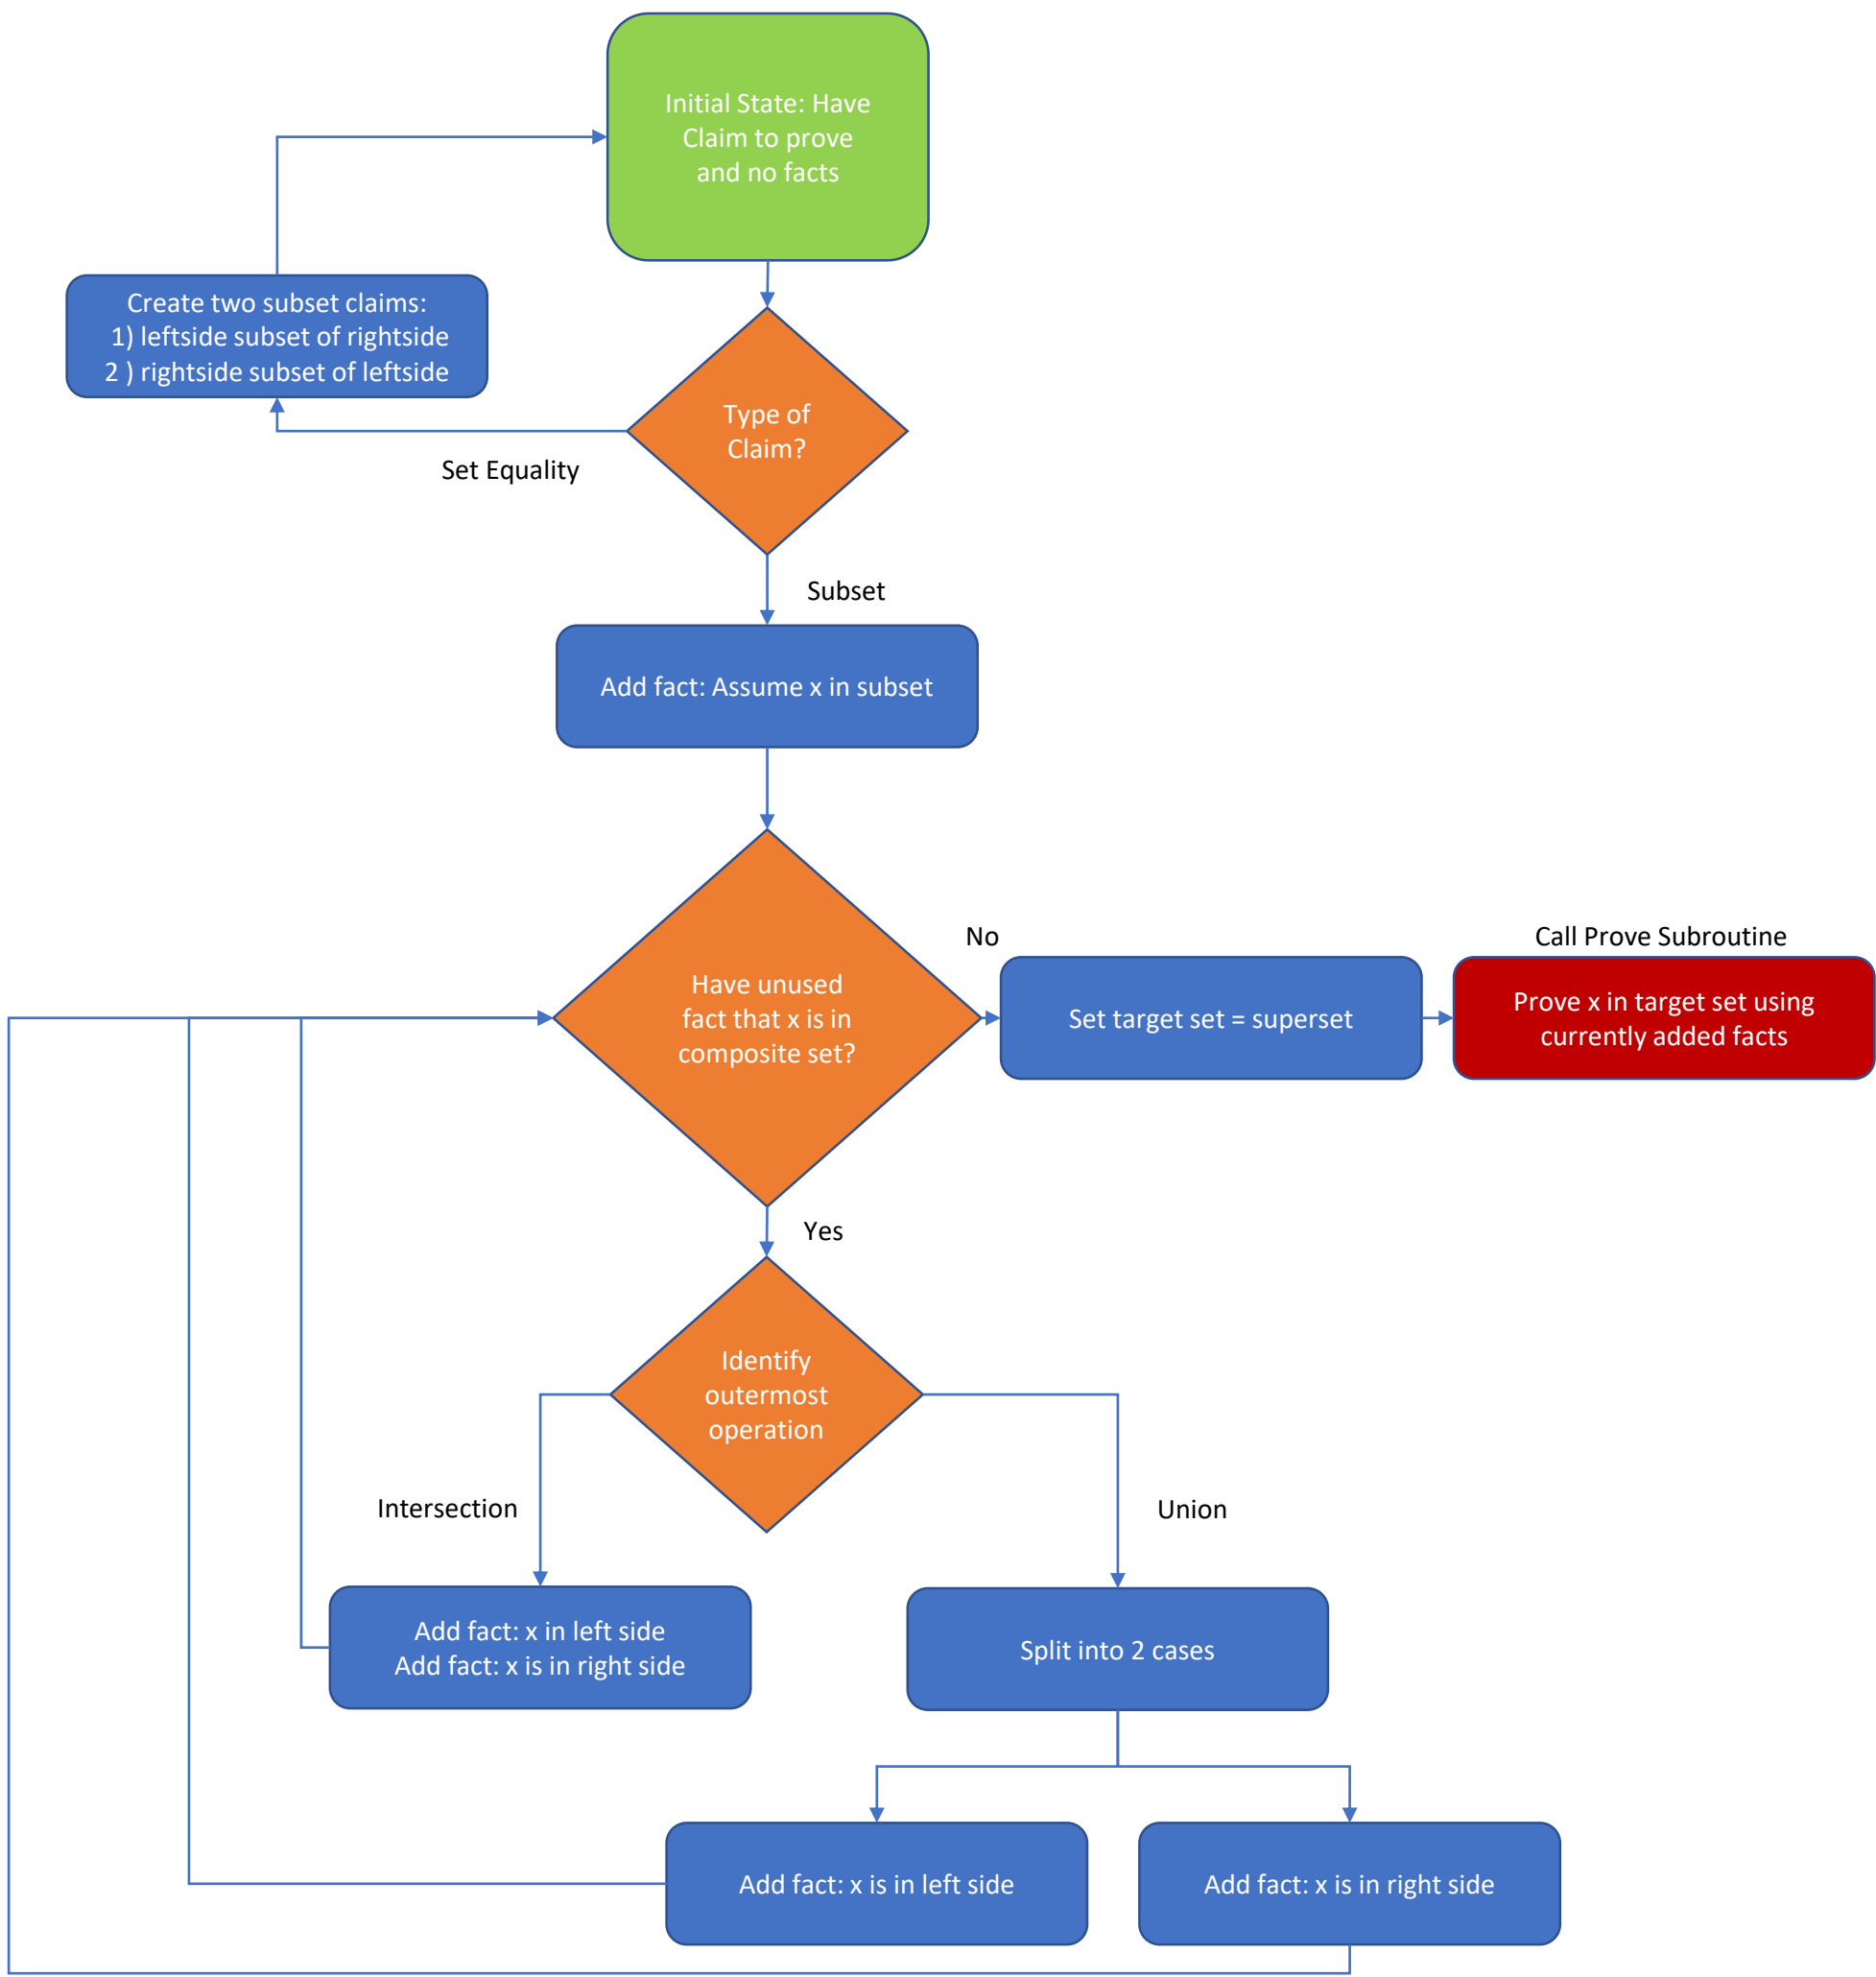 Initial State: Have
Claim to prove
and no facts
Create two subset claims:
1) leftside subset of rightside
2 ) rightside subset of leftside
Type of
Claim?
Set Equality
Subset
Add fact: Assume x in subset
No
Call Prove Subroutine
Have unused
fact that x is in
composite set?
Set target set = superset
Prove x in target set using
currently added facts
Yes
Identify
outermost
operation
Intersection
Union
Add fact: x in left side
Add fact: x is in right side
Split into 2 cases
Add fact: x is in left side
Add fact: x is in right side